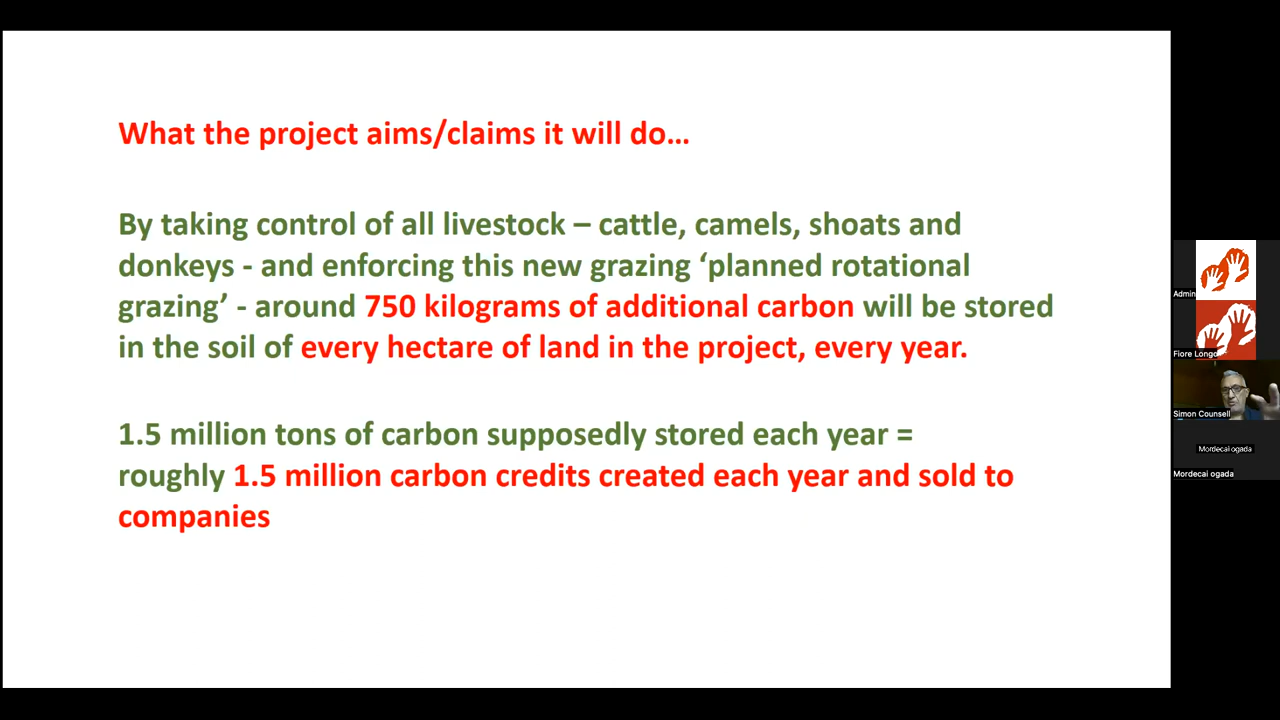 What the project aims/claims it will do…
By taking control of all livestock – cattle, camels, shoats and
donkeys - and enforcing this new grazing ‘planned rotational
grazing’ - around 750 kilograms of additional carbon will be stored
in the soil of every hectare of land in the project, every year.
1.5 million tons of carbon supposedly stored each year =
roughly 1.5 million carbon credits created each year and sold to
companies
Admin
Fiore Longo
Simon Counsell
Mordecai ogada
Mordecai ogada